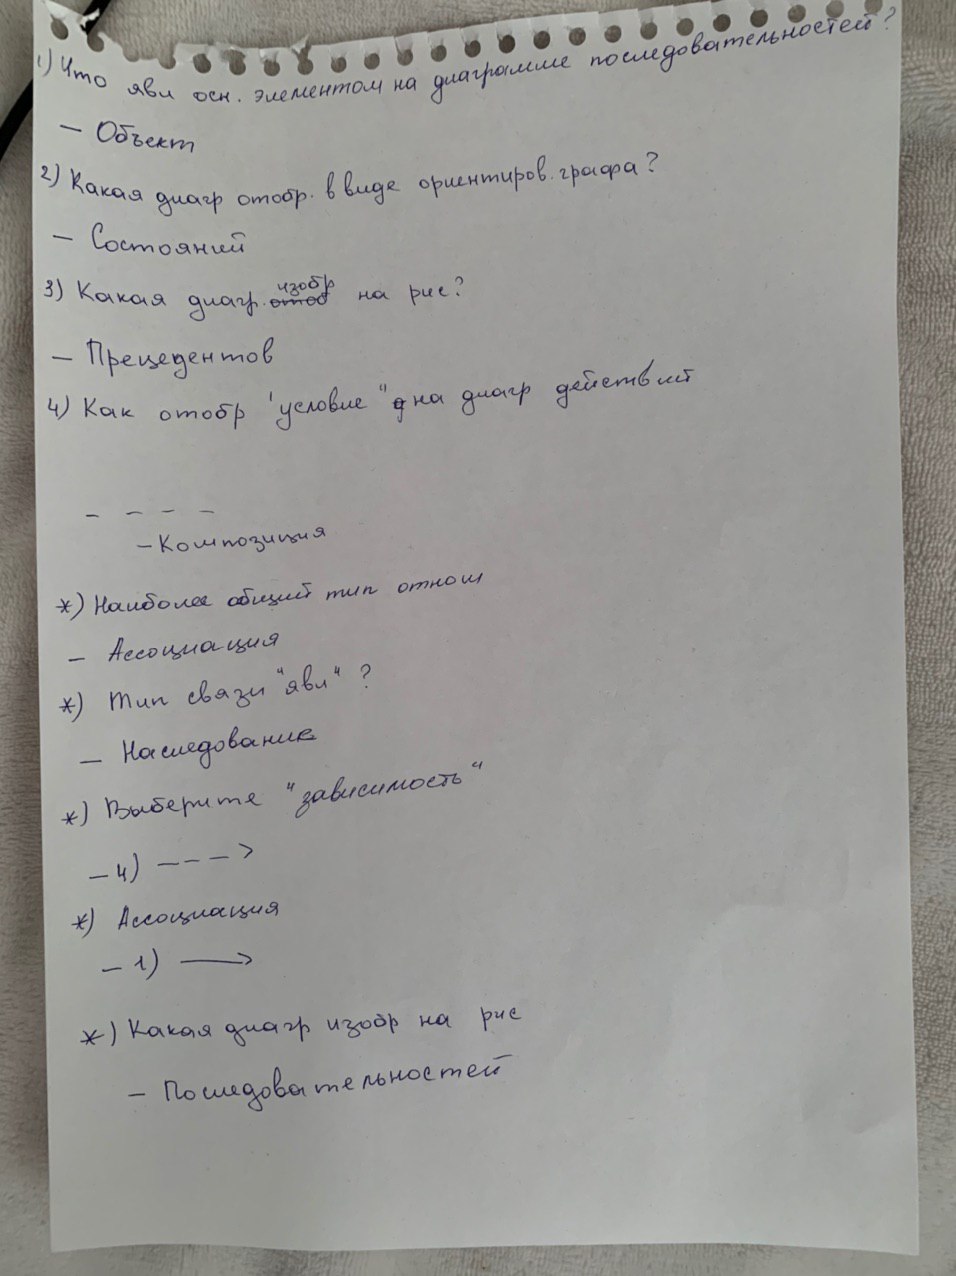 1) Что явл осн. элементом на диаграмме последовательностей?
– Объект
2) Какая диагр отобр. в виде ориентиров. графа?
– Состояний
3) Какая диагр. изобр на рис?
– Прецедентов
4) Как отобр "условие" на диагр действий
– – – –
– Композиция
*) Наиболее общий тип отнош
– Ассоциация
*) Тип связи "явл"?
– Наследование
*) Выберите "зависимость"
– 4) – – – >
*) Ассоциация
– 1) —>
*) Какая диагр изобр на рис
– Последовательностей